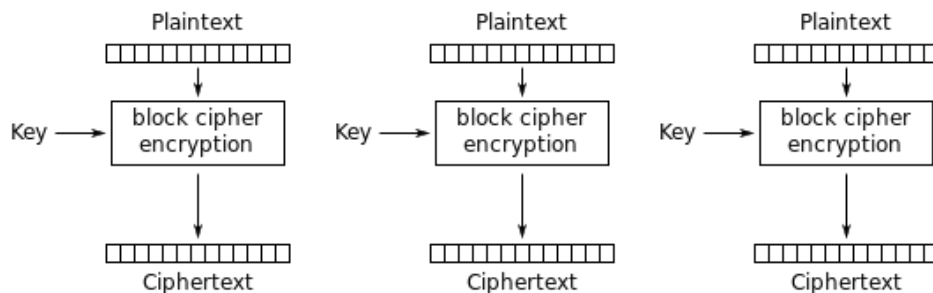 Plaintext
Plaintext
Plaintext
Key
block cipher
encryption
Key
block cipher
encryption
Key
block cipher
encryption
Ciphertext
Ciphertext
Ciphertext